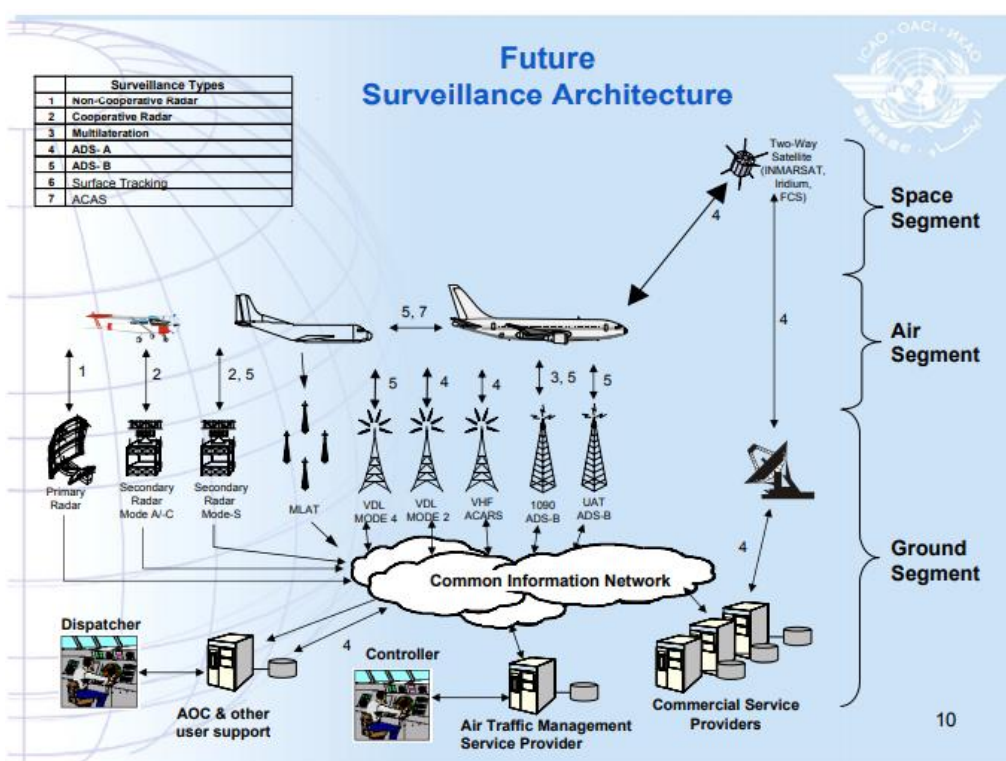 Future
Surveillance Architecture
Surveillance Types
1 Non-Cooperative Radar
2 Cooperative Radar
3 Multilateration
4 ADS- A
5 ADS- B
6 Surface Tracking
7 ACAS
ICAO · OACI · ИКАО
Two-Way
Satellite
(INMARSAT,
Iridium,
FCS)
Space
Segment
4
4
5, 7
Air
Segment
1
2
2, 5
5
4
4
3, 5
5
Primary
Radar
Secondary
Radar
Mode A/-C
Secondary
Radar
Mode-S
MLAT
VDL
MODE 4
VDL
MODE 2
VHF
ACARS
1090
ADS-B
UAT
ADS-B
Ground
Segment
4
Common Information Network
Dispatcher
4
Controller
AOC & other
user support
Air Traffic Management
Service Provider
Commercial Service
Providers
10